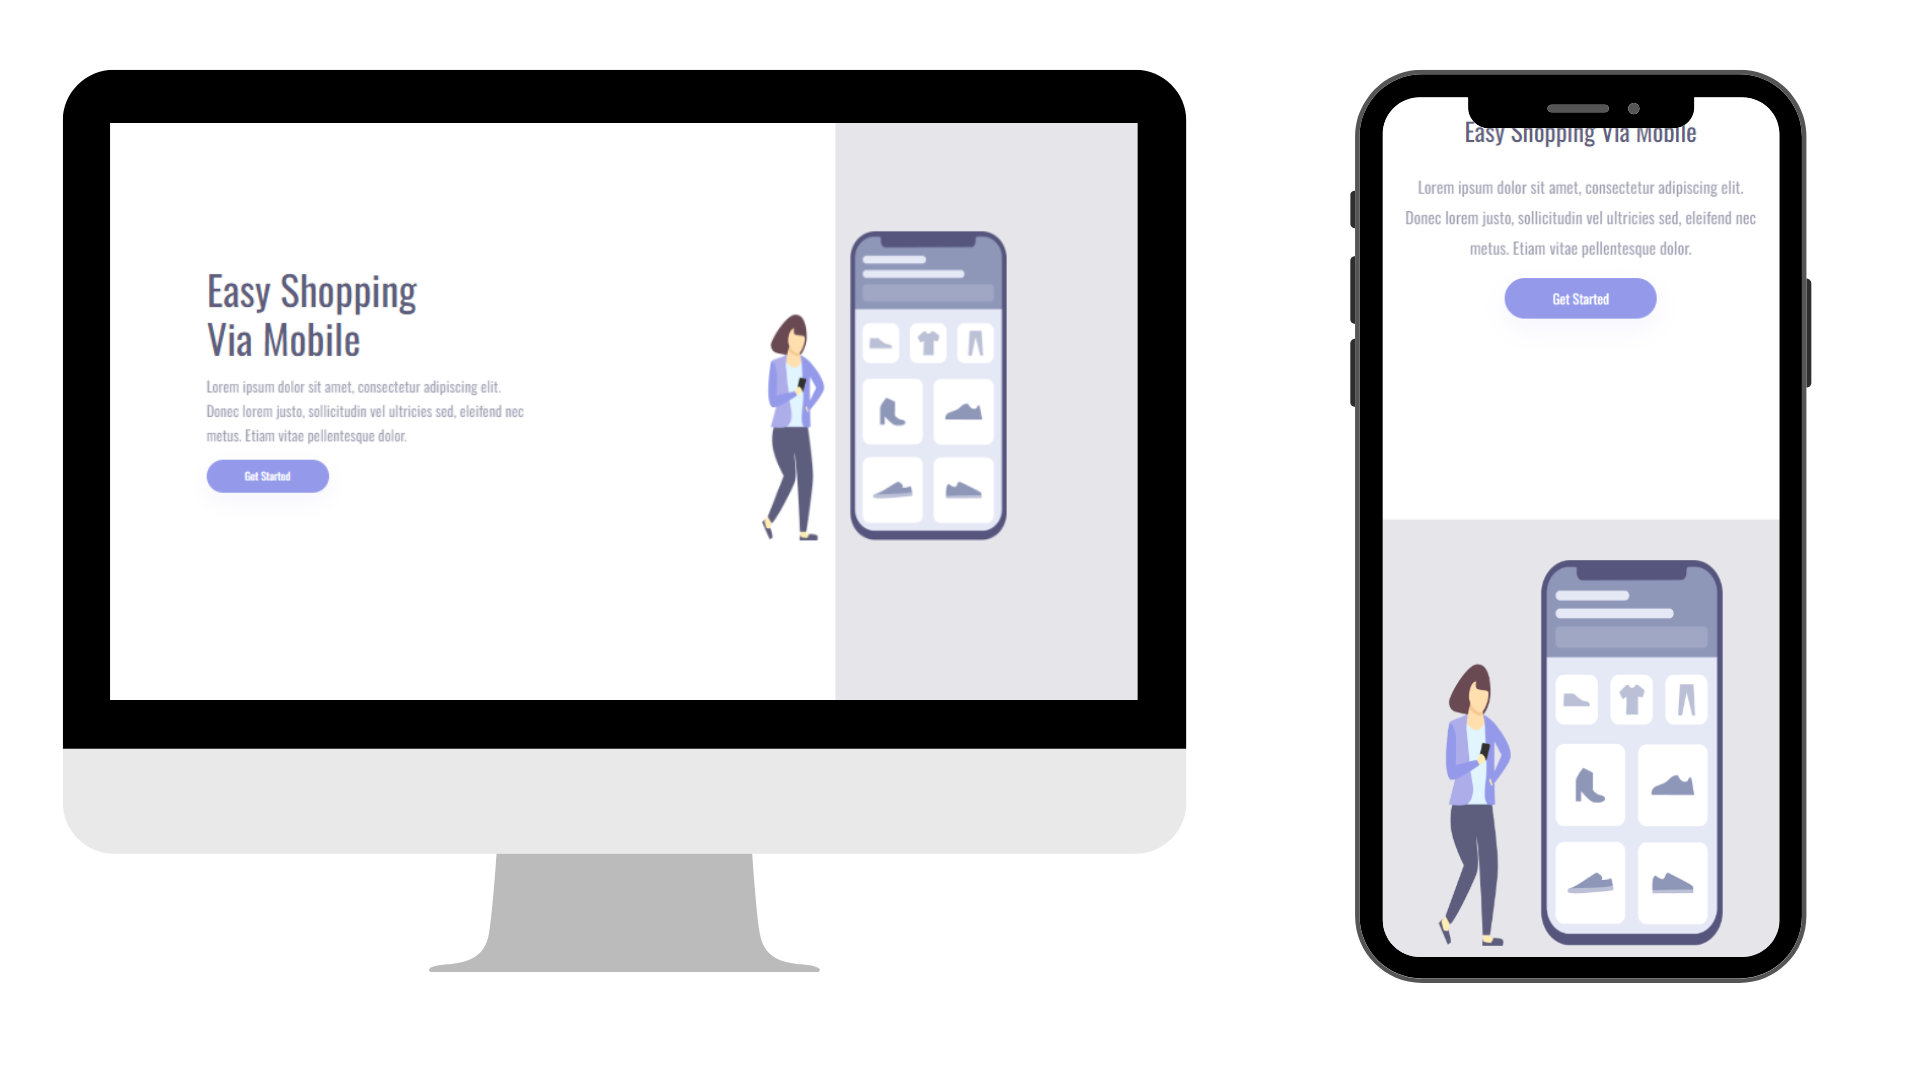 Easy Shopping
Via Mobile
Lorem ipsum dolor sit amet, consectetur adipiscing elit.
Donec lorem justo, sollicitudin vel ultricies sed, eleifend nec
metus. Etiam vitae pellentesque dolor.
Get Started
Easy Shopping Via Mobile
Lorem ipsum dolor sit amet, consectetur adipiscing elit.
Donec lorem justo, sollicitudin vel ultricies sed, eleifend nec
metus. Etiam vitae pellentesque dolor.
Get Started